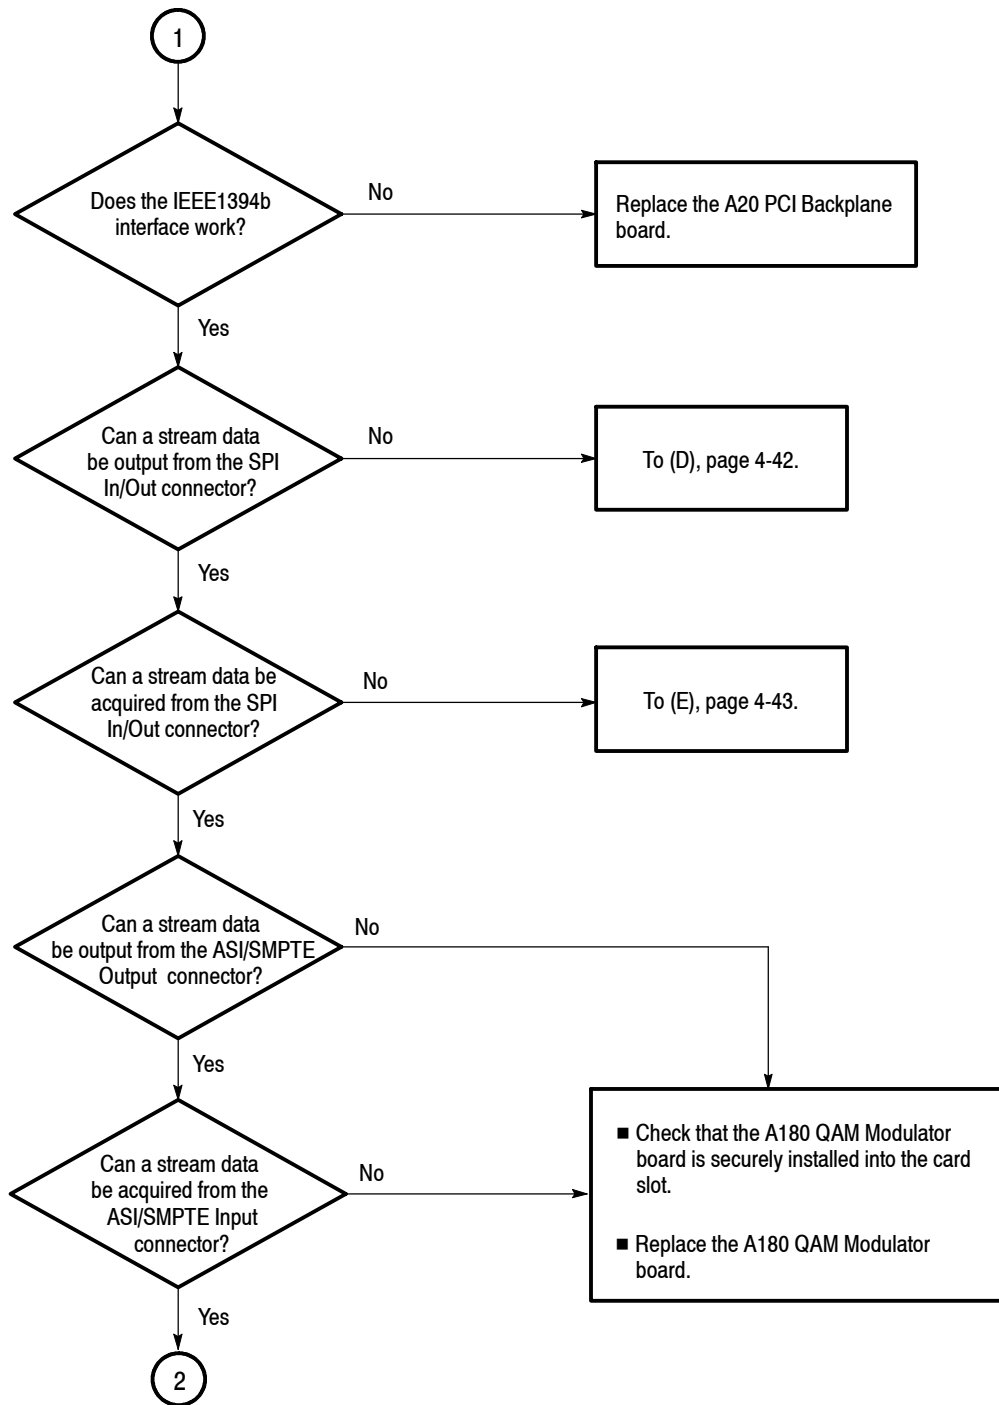 1
Does the IEEE1394b
interface work?
No
Replace the A20 PCI Backplane
board.
Yes
Can a stream data
be output from the SPI
In/Out connector?
No
To (D), page 4-42.
Yes
Can a stream data be
acquired from the SPI
In/Out connector?
No
To (E), page 4-43.
Yes
Can a stream data
be output from the ASI/SMPTE
Output connector?
No
Yes
Can a stream data
be acquired from the
ASI/SMPTE Input
connector?
No
■ Check that the A180 QAM Modulator
board is securely installed into the card
slot.
■ Replace the A180 QAM Modulator
board.
Yes
2